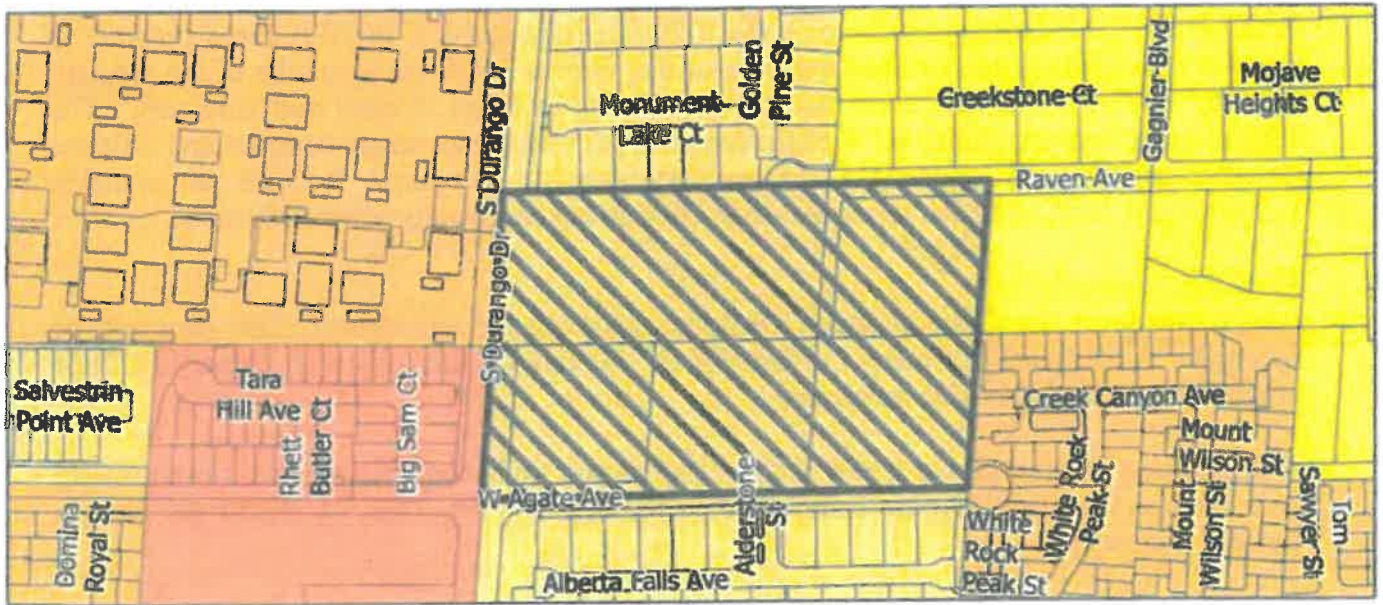 S Durango Dr
Monument
Lake Ct
Golden
Pine St
Creekstone Ct
Gagnier Blvd
Mojave
Heights Ct
Raven Ave
S Durango Dr
Salvestrin
Point Ave
Tara
Hill Ave
Rhett
Butler Ct
Big Sam Ct
Creek Canyon Ave
Mount
Wilson St
White Rock
Peak St
Mount
Wilson St
Sawyer St
Tom
Domina
Royal St
W Agate Ave
Alderstone
St
White
Rock
Peak St
Alberta Falls Ave